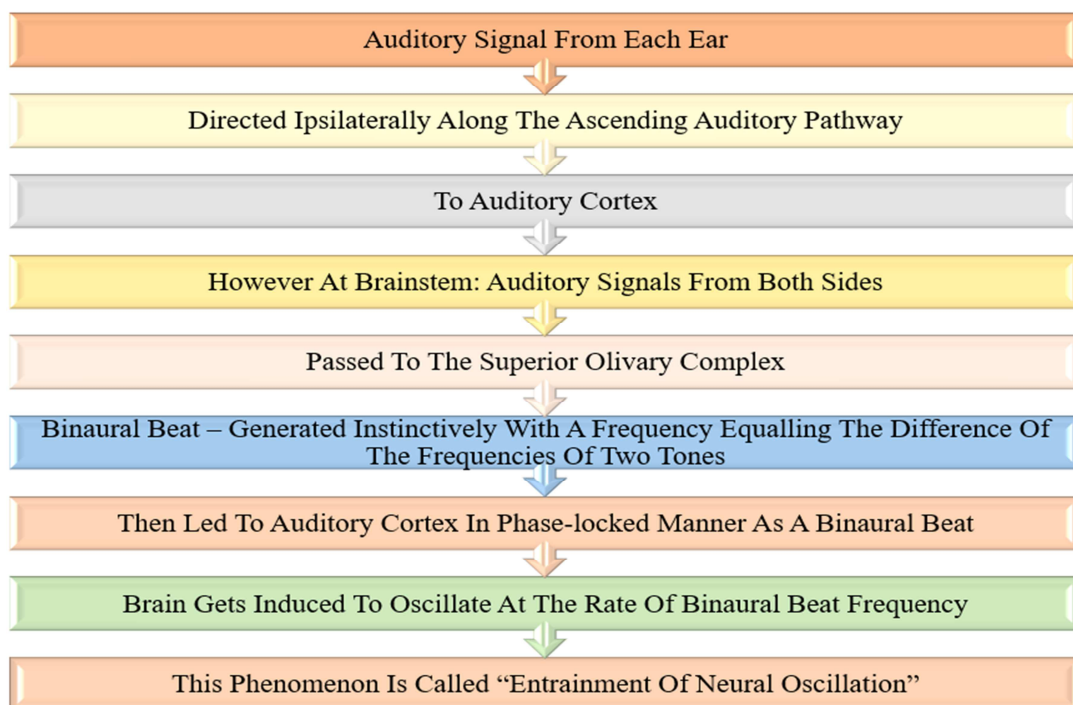 Auditory Signal From Each Ear
Directed Ipsilaterally Along The Ascending Auditory Pathway
To Auditory Cortex
However At Brainstem: Auditory Signals From Both Sides
Passed To The Superior Olivary Complex
Binaural Beat – Generated Instinctively With A Frequency Equalling The Difference Of
The Frequencies Of Two Tones
Then Led To Auditory Cortex In Phase-locked Manner As A Binaural Beat
Brain Gets Induced To Oscillate At The Rate Of Binaural Beat Frequency
This Phenomenon Is Called “Entrainment Of Neural Oscillation”